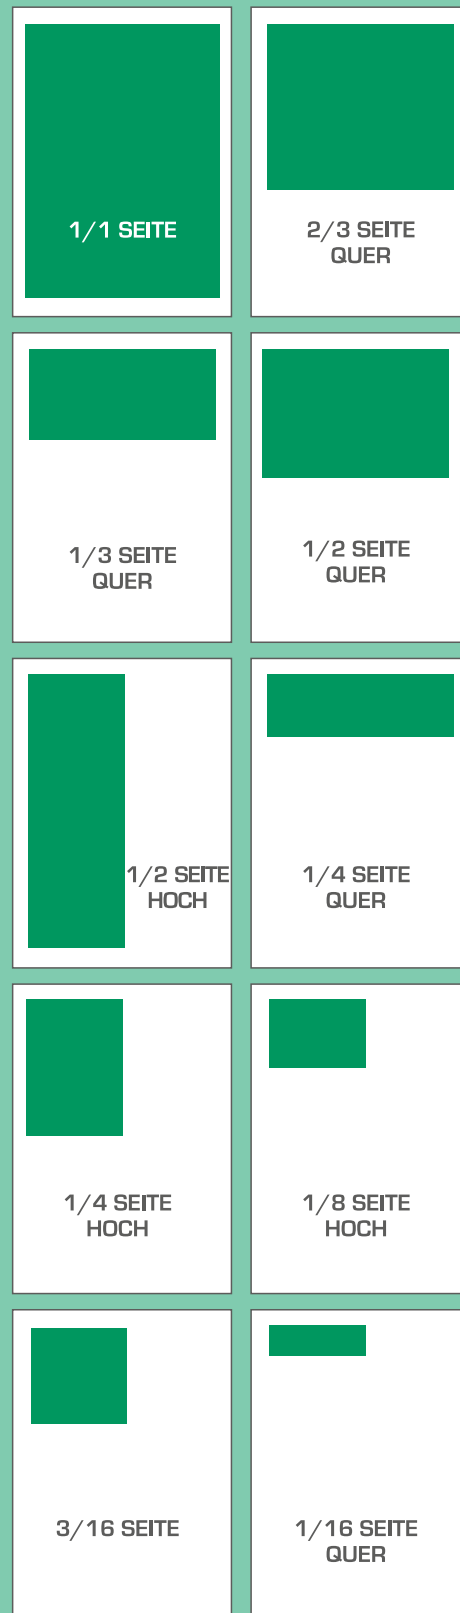 1/1 SEITE
2/3 SEITE
QUER
1/3 SEITE
QUER
1/2 SEITE
QUER
1/2 SEITE
HOCH
1/4 SEITE
QUER
1/4 SEITE
HOCH
1/8 SEITE
HOCH
3/16 SEITE
1/16 SEITE
QUER